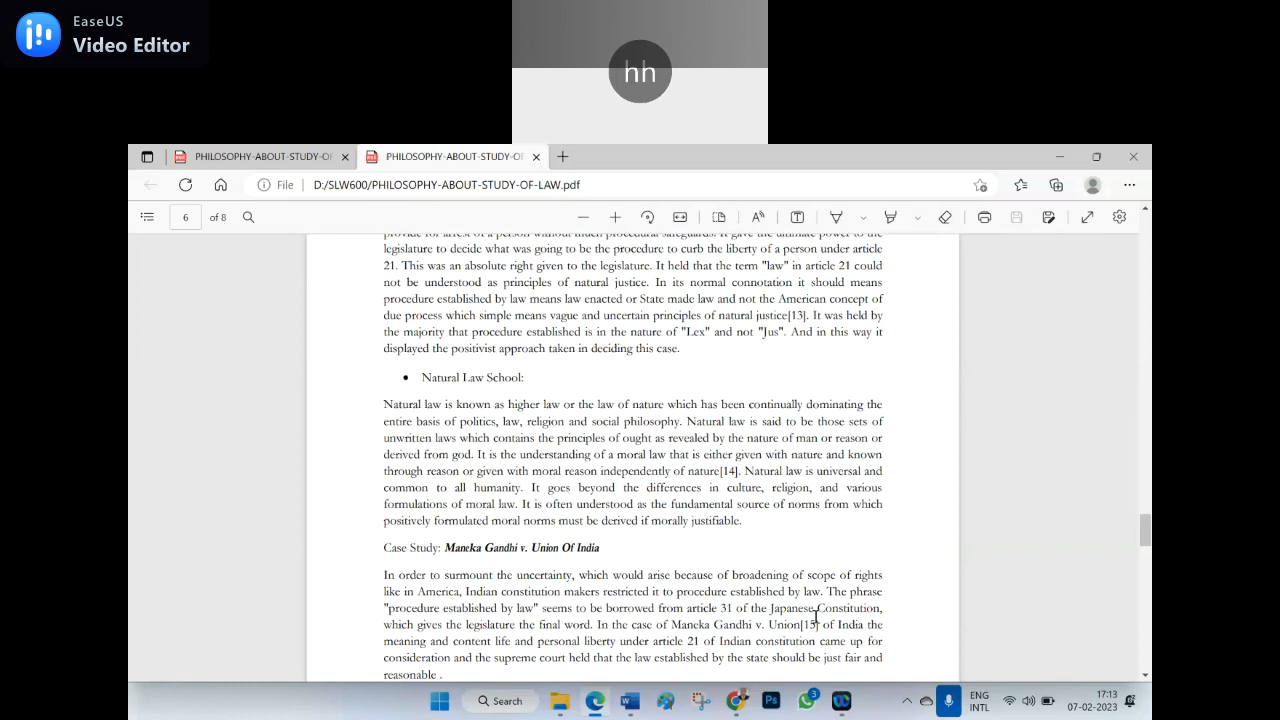 EaseUS
Video Editor
hh
PHILOSOPHY-ABOUT-STUDY-OF
PHILOSOPHY-ABOUT-STUDY-OF
File D:/SLW600/PHILOSOPHY-ABOUT-STUDY-OF-LAW.pdf
6 of 8
provide for arrest of a person without much procedural safeguards. It gave the ultimate power to the
legislature to decide what was going to be the procedure to curb the liberty of a person under article
21. This was an absolute right given to the legislature. It held that the term "law" in article 21 could
not be understood as principles of natural justice. In its normal connotation it should means
procedure established by law means law enacted or State made law and not the American concept of
due process which simple means vague and uncertain principles of natural justice[13]. It was held by
the majority that procedure established is in the nature of "Lex" and not "Jus". And in this way it
displayed the positivist approach taken in deciding this case.
• Natural Law School:
Natural law is known as higher law or the law of nature which has been continually dominating the
entire basis of politics, law, religion and social philosophy. Natural law is said to be those sets of
unwritten laws which contains the principles of ought as revealed by the nature of man or reason or
derived from god. It is the understanding of a moral law that is either given with nature and known
through reason or given with moral reason independently of nature[14]. Natural law is universal and
common to all humanity. It goes beyond the differences in culture, religion, and various
formulations of moral law. It is often understood as the fundamental source of norms from which
positively formulated moral norms must be derived if morally justifiable.
Case Study: Maneka Gandhi v. Union Of India
In order to surmount the uncertainty, which would arise because of broadening of scope of rights
like in America, Indian constitution makers restricted it to procedure established by law. The phrase
"procedure established by law" seems to be borrowed from article 31 of the Japanese Constitution,
which gives the legislature the final word. In the case of Maneka Gandhi v. Union[15] of India the
meaning and content life and personal liberty under article 21 of Indian constitution came up for
consideration and the supreme court held that the law established by the state should be just fair and
reasonable .
Search
3
ENG
INTL
17:13
07-02-2023